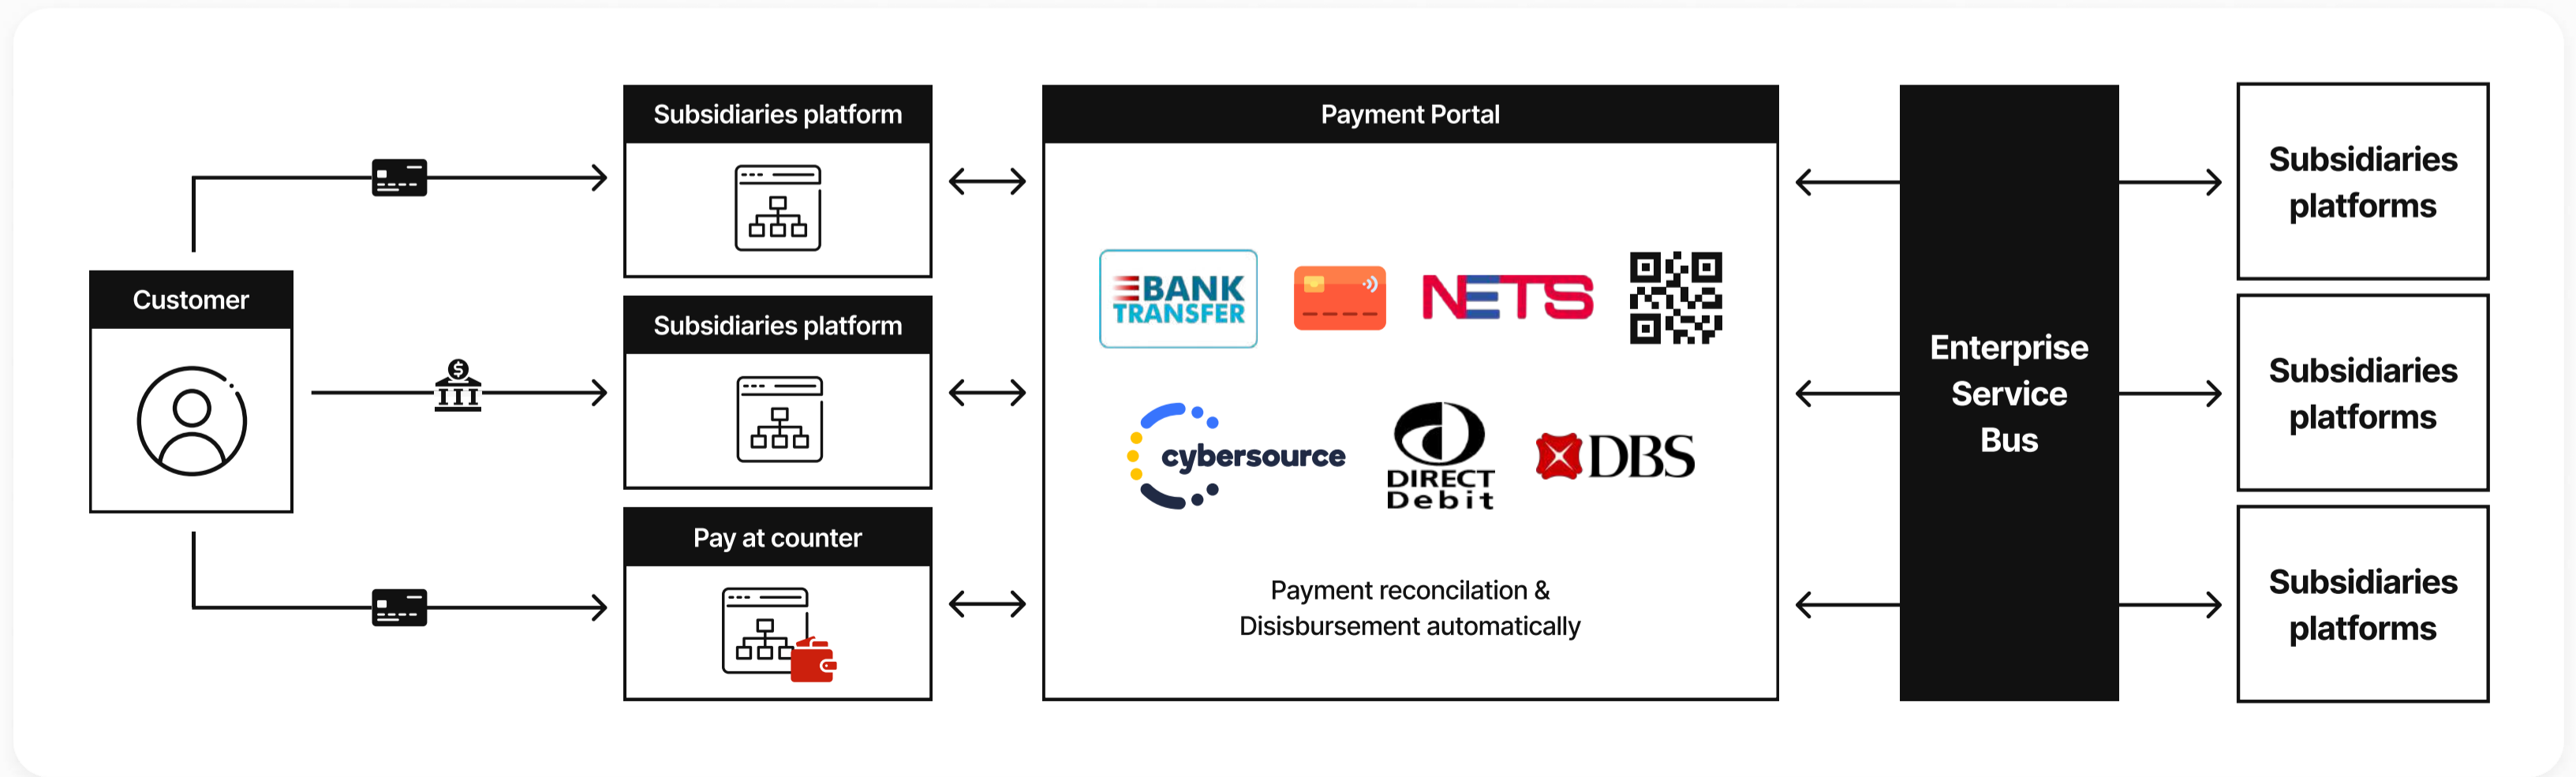 Customer
Subsidiaries platform
Subsidiaries platform
Pay at counter
Payment Portal
BANK
TRANSFER
NETS
cybersource
DIRECT
Debit
DBS
Payment reconcilation &
Disisbursement automatically
Enterprise
Service
Bus
Subsidiaries
platforms
Subsidiaries
platforms
Subsidiaries
platforms